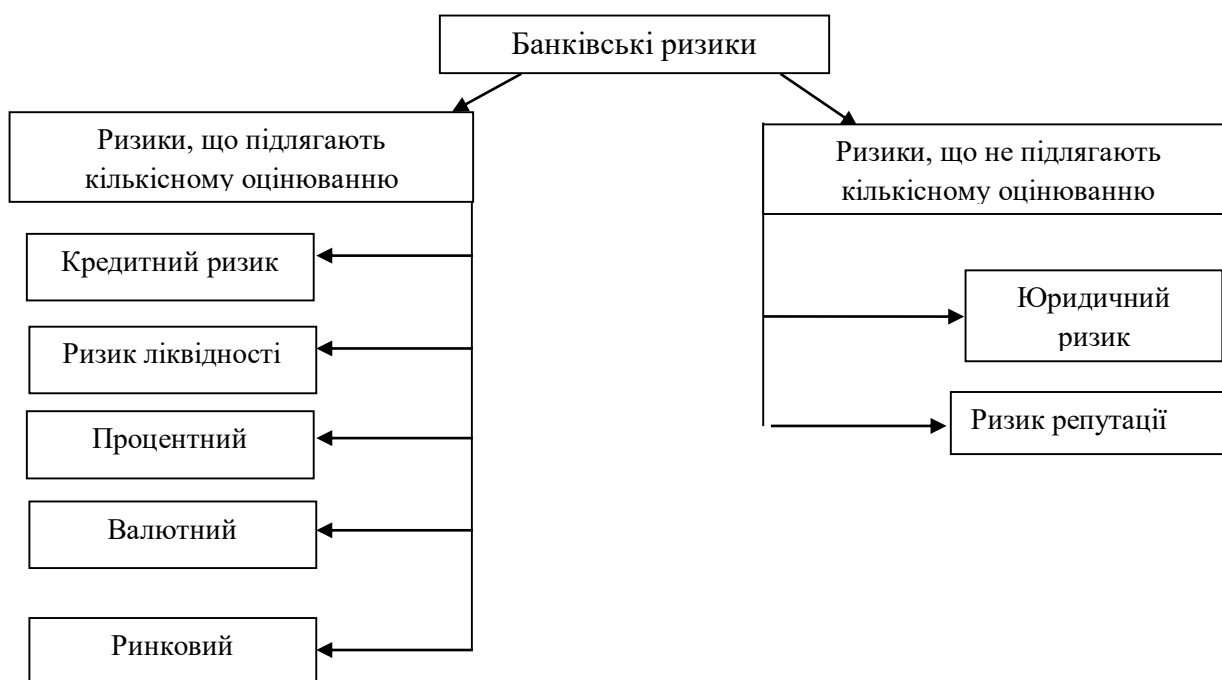 Банківські ризики
Ризики, що підлягають
кількісному оцінюванню
Ризики, що не підлягають
кількісному оцінюванню
Кредитний ризик
Ризик ліквідності
Процентний
Валютний
Ринковий
Юридичний
ризик
Ризик репутації